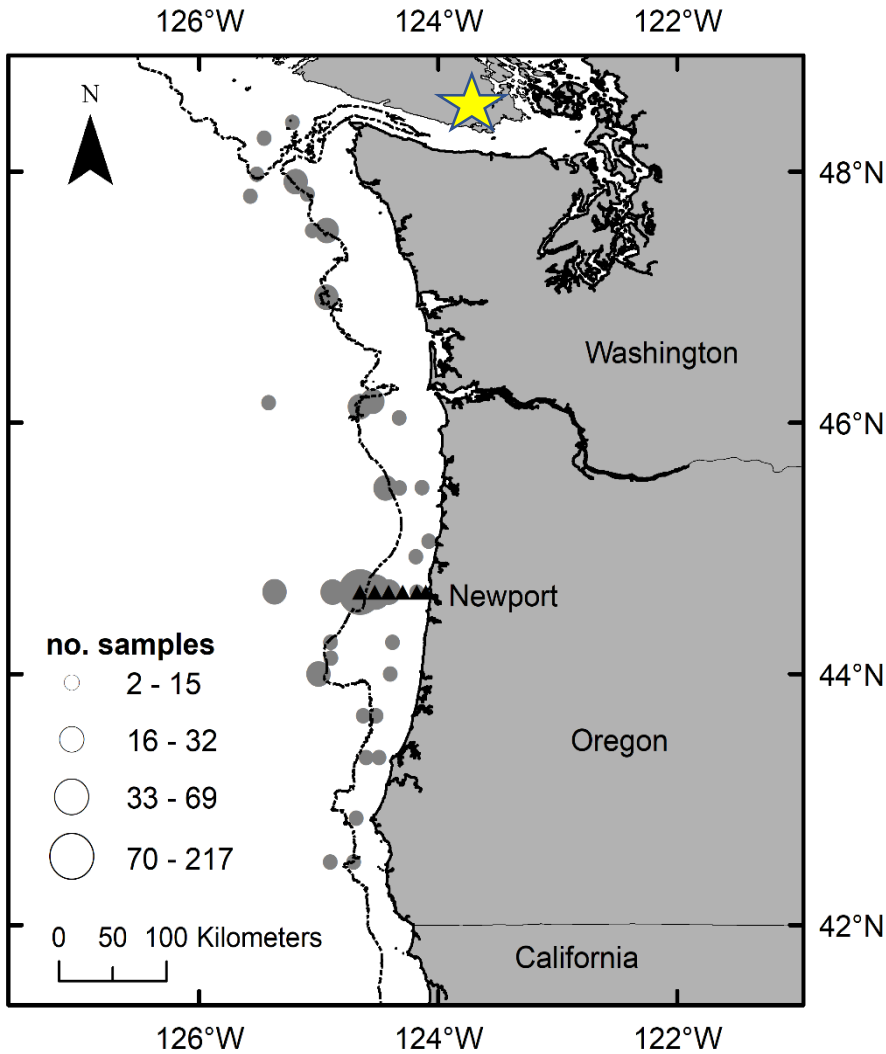 126°W 124°W 122°W
N
48°N
Washington
46°N
Newport
no. samples
2 - 15
44°N
16 - 32
Oregon
33 - 69
70 - 217
0 50 100 Kilometers
42°N
California
126°W 124°W 122°W